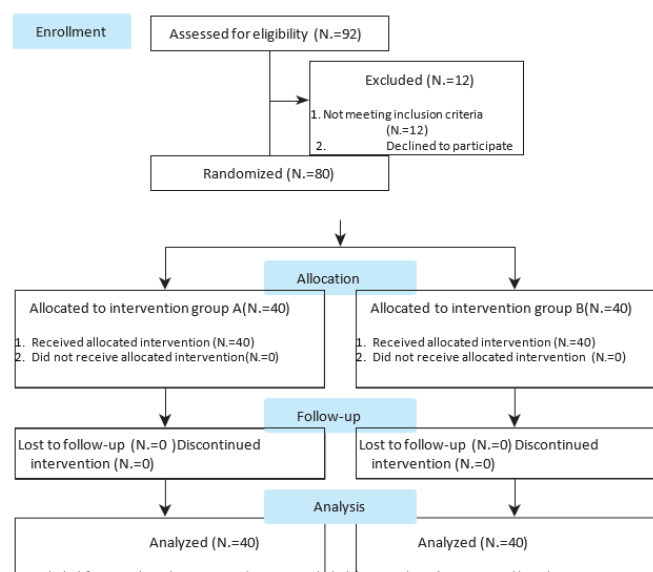 Enrollment
Assessed for eligibility (N.=92)
Excluded (N.=12)
1. Not meeting inclusion criteria
(N.=12)
2. Declined to participate
Randomized (N.=80)
Allocation
Allocated to intervention group A(N.=40)
1. Received allocated intervention (N.=40)
2. Did not receive allocated intervention(N.=0)
Allocated to intervention group B(N.=40)
1. Received allocated intervention (N.=40)
2. Did not receive allocated intervention (N.=0)
Follow-up
Lost to follow-up (N.=0 )Discontinued
intervention (N.=0)
Lost to follow-up (N.=0) Discontinued
intervention (N.=0)
Analysis
Analyzed (N.=40)
Analyzed (N.=40)